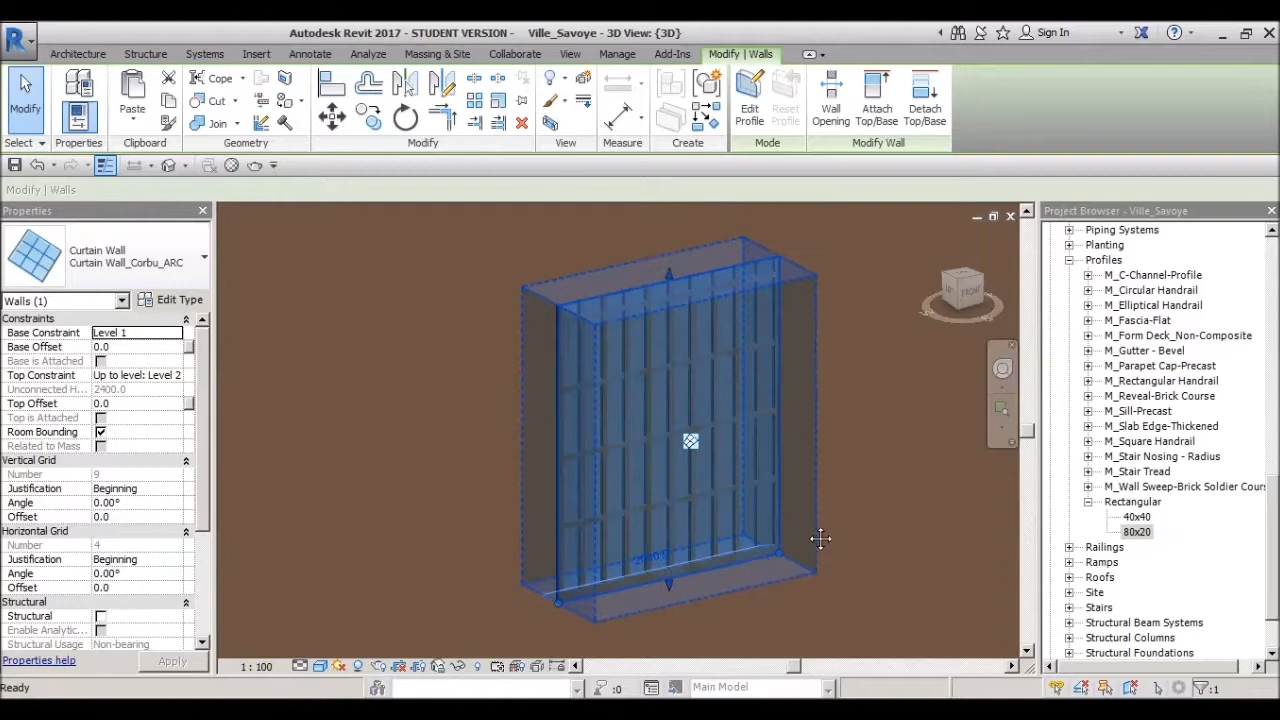 Autodesk Revit 2017 - STUDENT VERSION - Ville_Savoye - 3D View: {3D}
Sign In
Architecture Structure Systems Insert Annotate Analyze Massing & Site Collaborate View Manage Add-Ins Modify | Walls
Modify
Paste
Cope
Cut
Join
Edit Profile
Reset Profile
Wall Opening
Attach Top/Base
Detach Top/Base
Select Properties Clipboard Geometry Modify View Measure Create Mode Modify Wall
Modify | Walls
Properties
Curtain Wall
Curtain Wall_Corbu_ARC
Walls (1) Edit Type
Constraints
Base Constraint Level 1
Base Offset 0.0
Base is Attached
Top Constraint Up to level: Level 2
Unconnected H... 2400.0
Top Offset 0.0
Top is Attached
Room Bounding
Related to Mass
Vertical Grid
Number 9
Justification Beginning
Angle 0.00°
Offset 0.0
Horizontal Grid
Number 4
Justification Beginning
Angle 0.00°
Offset 0.0
Structural
Structural
Enable Analytic...
Structural Usage Non-bearing
Properties help Apply
FRONT
Project Browser - Ville_Savoye
Piping Systems
Planting
Profiles
M_C-Channel-Profile
M_Circular Handrail
M_Elliptical Handrail
M_Fascia-Flat
M_Form Deck_Non-Composite
M_Gutter - Bevel
M_Parapet Cap-Precast
M_Rectangular Handrail
M_Reveal-Brick Course
M_Sill-Precast
M_Slab Edge-Thickened
M_Square Handrail
M_Stair Nosing - Radius
M_Stair Tread
M_Wall Sweep-Brick Soldier Cour
Rectangular
40x40
80x20
Railings
Ramps
Roofs
Site
Stairs
Structural Beam Systems
Structural Columns
Structural Foundations
1 : 100
Ready
:0
Main Model
:1